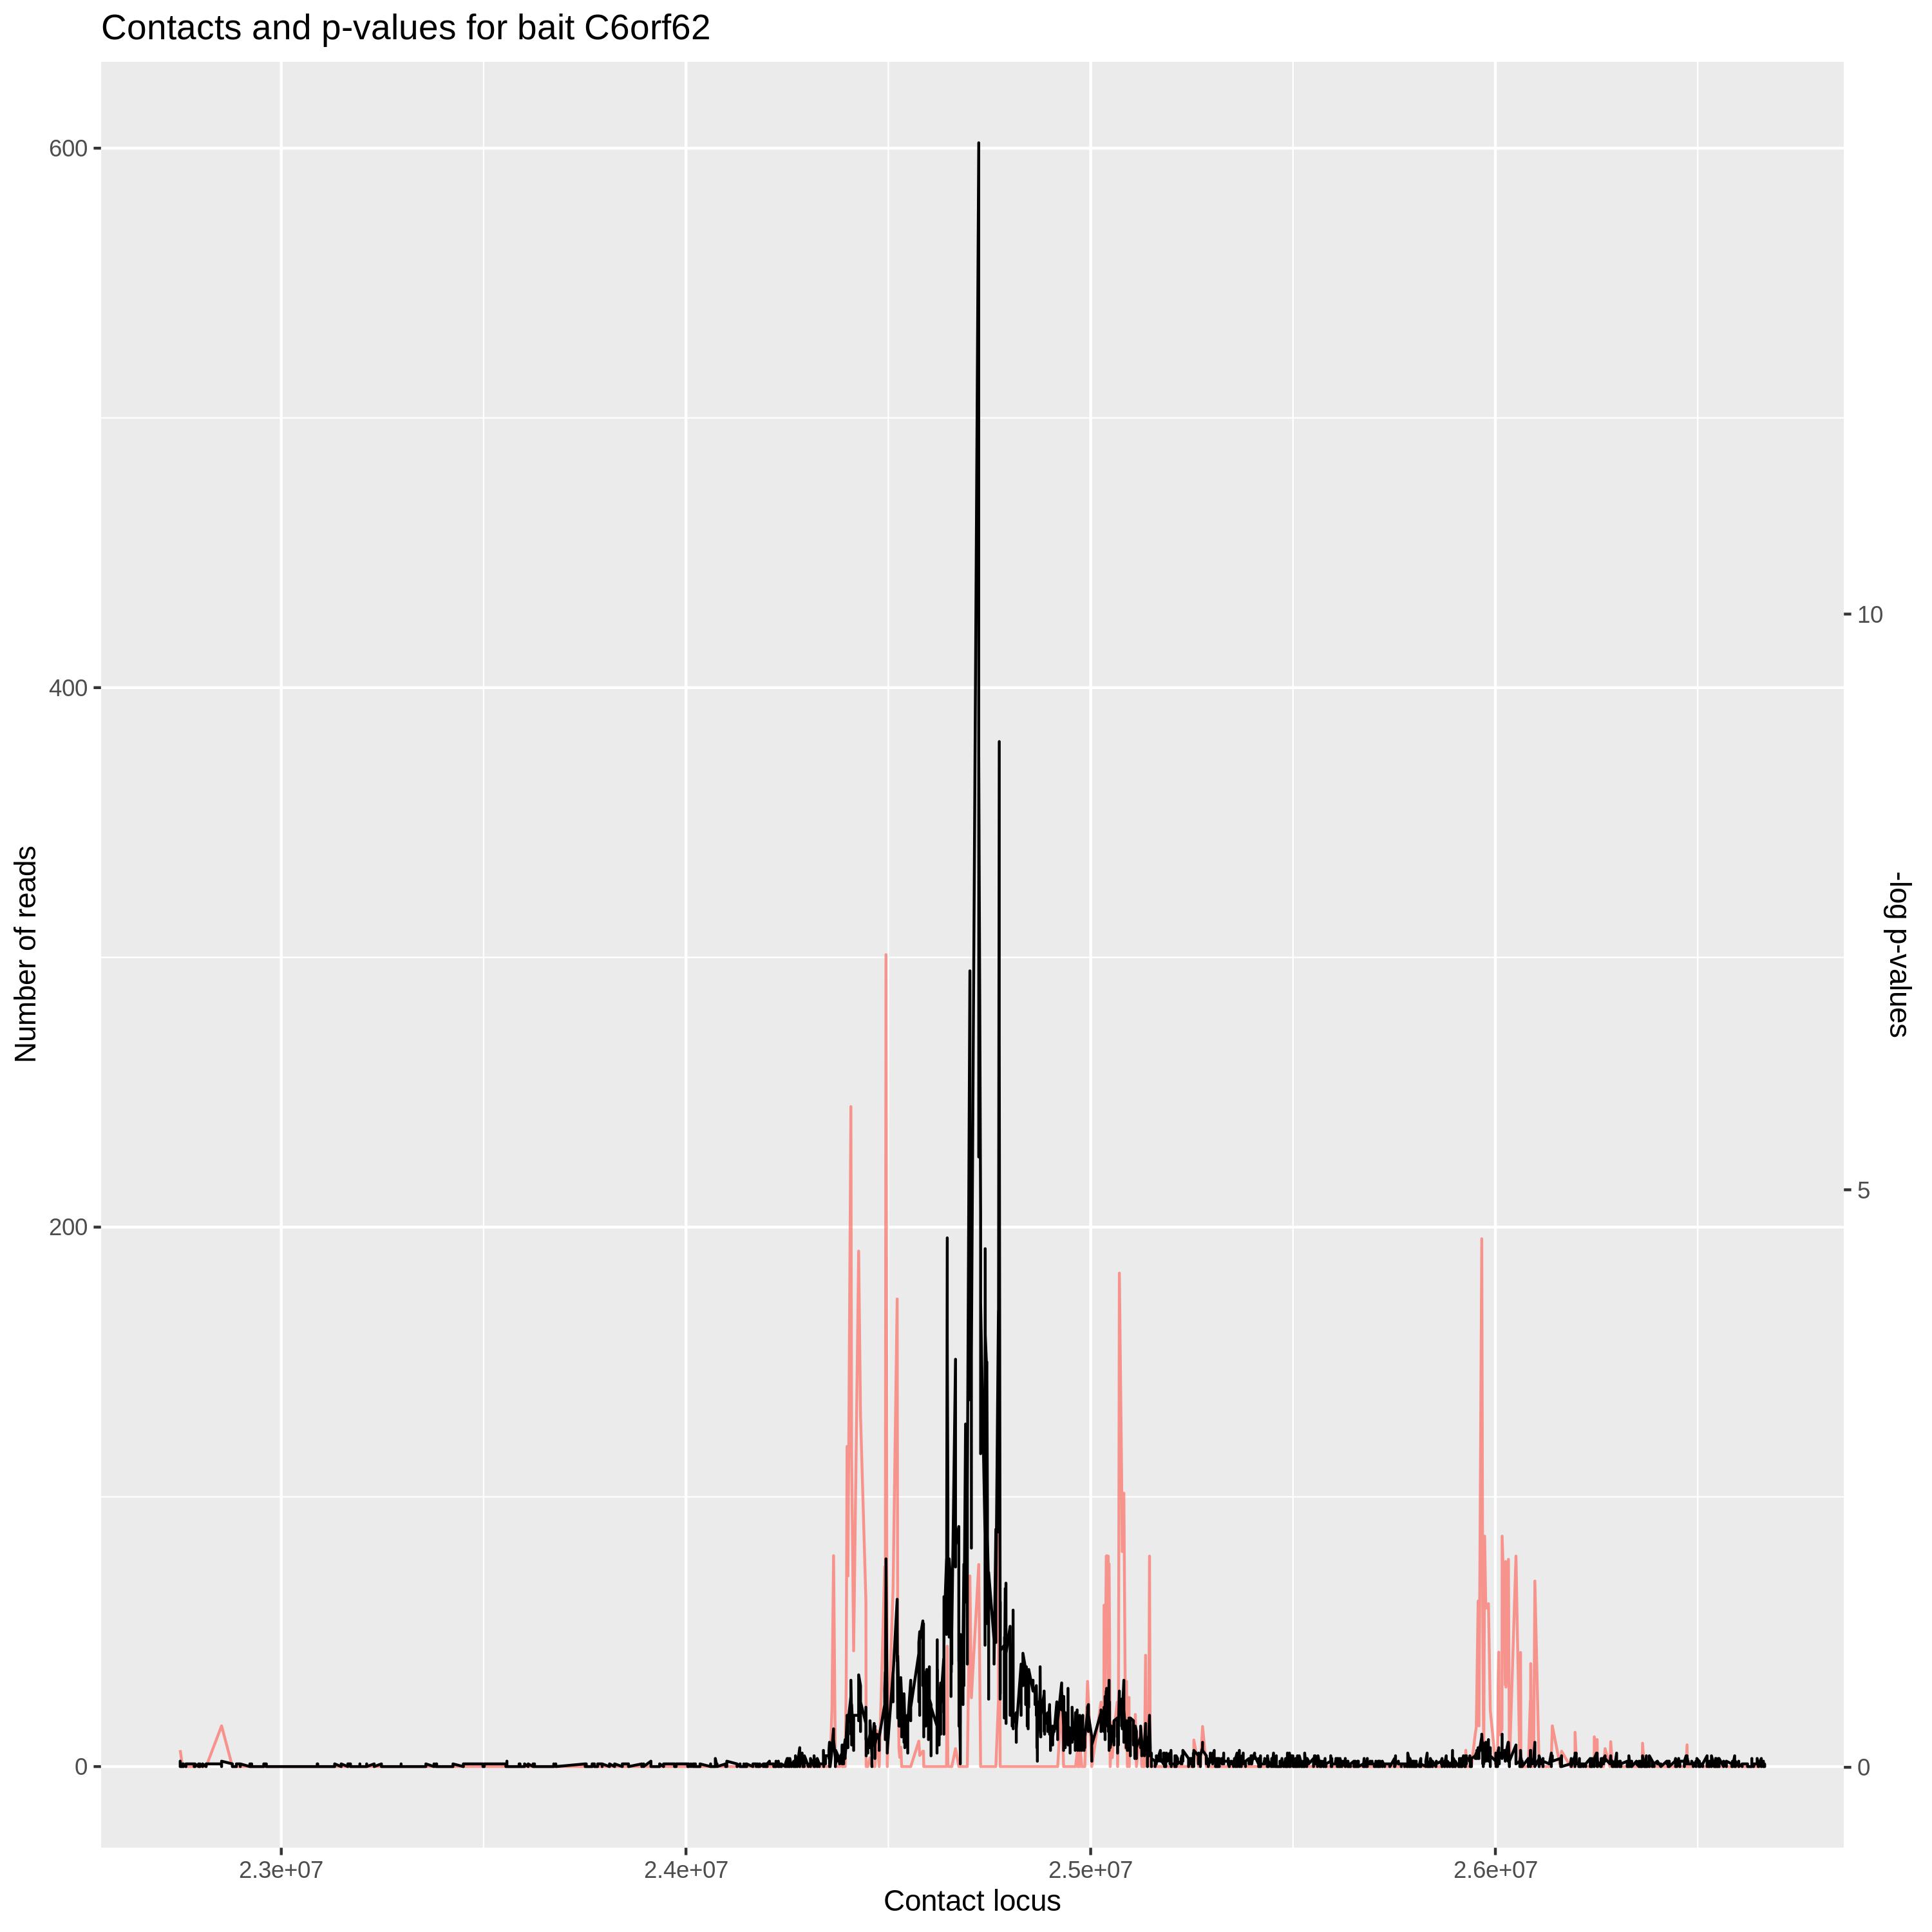 Contacts and p-values for bait C6orf62
600
400
200
0
Number of reads
10
5
0
-log p-values
2.3e+07
2.4e+07
2.5e+07
2.6e+07
Contact locus